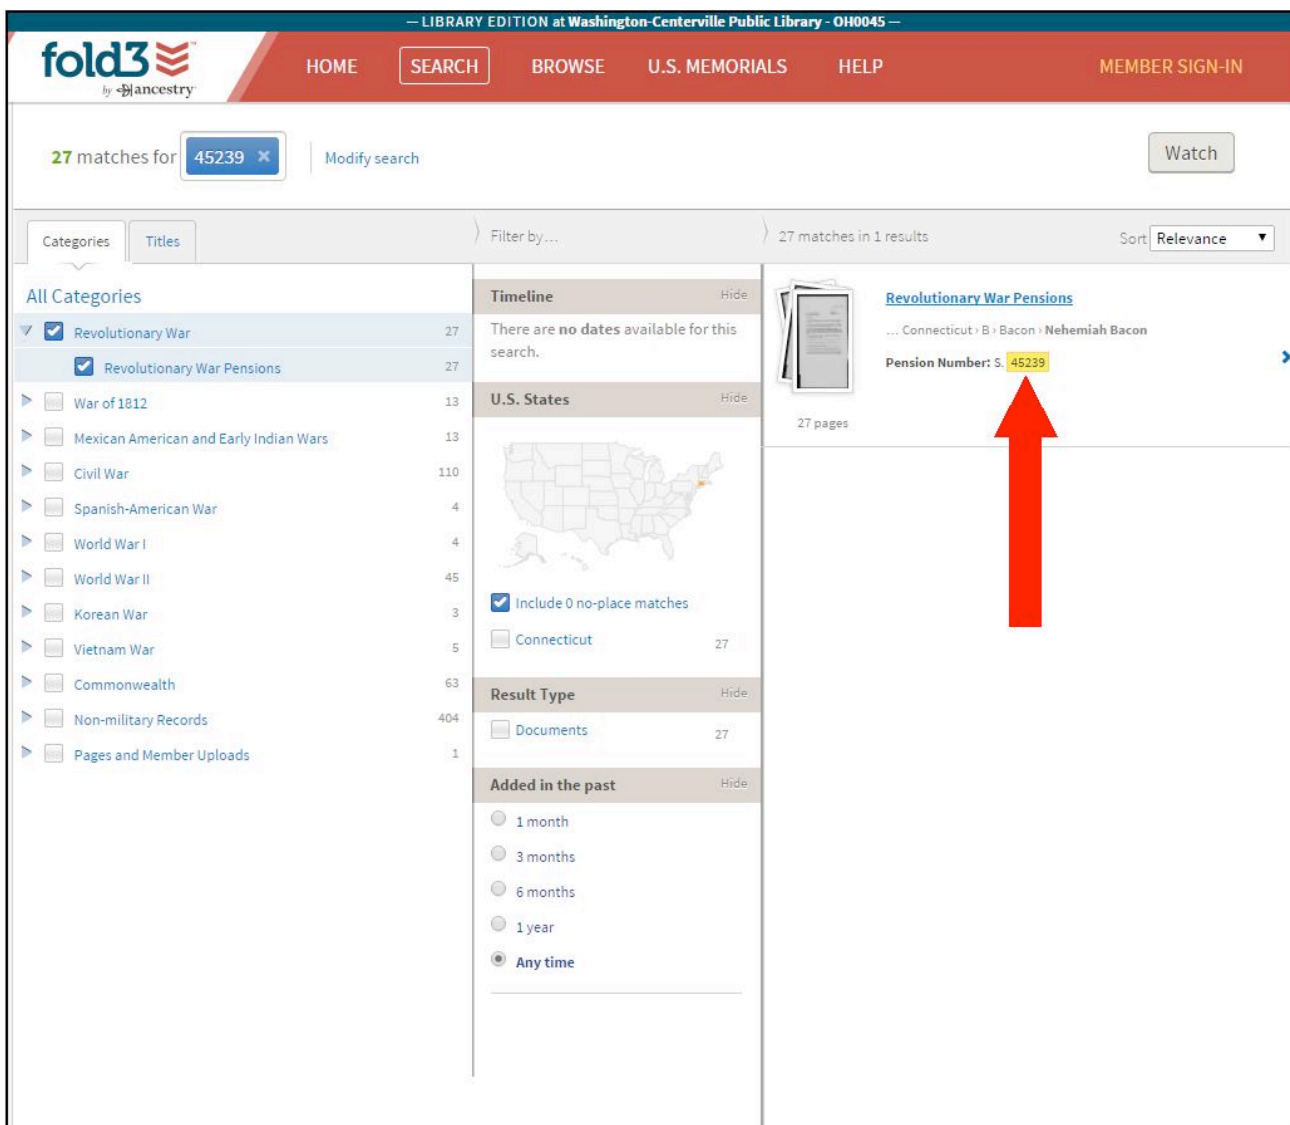 — LIBRARY EDITION at Washington-Centerville Public Library - OH0045 —
fold3
by ancestry
HOME SEARCH BROWSE U.S. MEMORIALS HELP MEMBER SIGN-IN
27 matches for 45239 × Modify search Watch
Categories Titles Filter by... 27 matches in 1 results Sort Relevance
All Categories
Revolutionary War 27
Revolutionary War Pensions 27
War of 1812 13
Mexican American and Early Indian Wars 13
Civil War 110
Spanish-American War 4
World War I 4
World War II 45
Korean War 3
Vietnam War 5
Commonwealth 63
Non-military Records 404
Pages and Member Uploads 1
Timeline Hide
There are no dates available for this
search.
U.S. States Hide
Include 0 no-place matches
Connecticut 27
Result Type Hide
Documents 27
Added in the past Hide
1 month
3 months
6 months
1 year
Any time
Revolutionary War Pensions
... Connecticut › B › Bacon › Nehemiah Bacon
Pension Number: S. 45239
27 pages